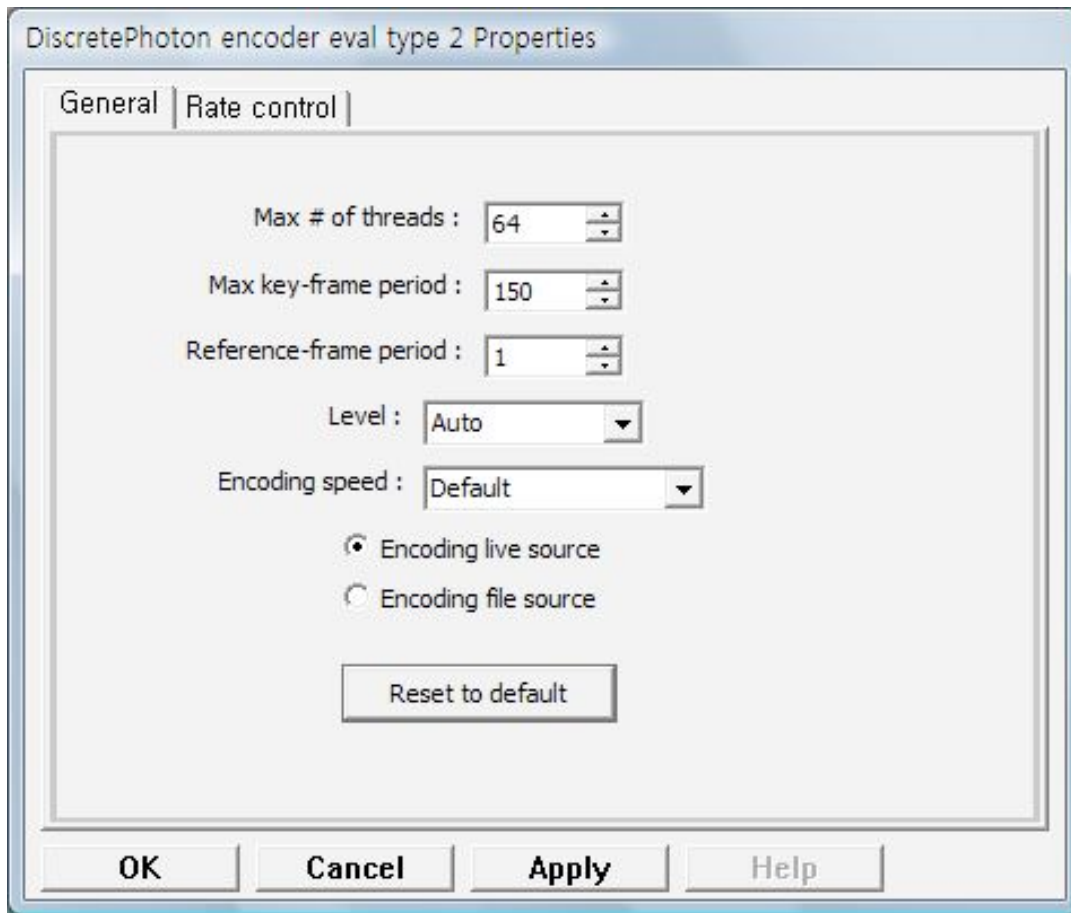 DiscretePhoton encoder eval type 2 Properties
General Rate control
Max # of threads : 64
Max key-frame period : 150
Reference-frame period : 1
Level : Auto
Encoding speed : Default
Encoding live source
Encoding file source
Reset to default
OK Cancel Apply Help